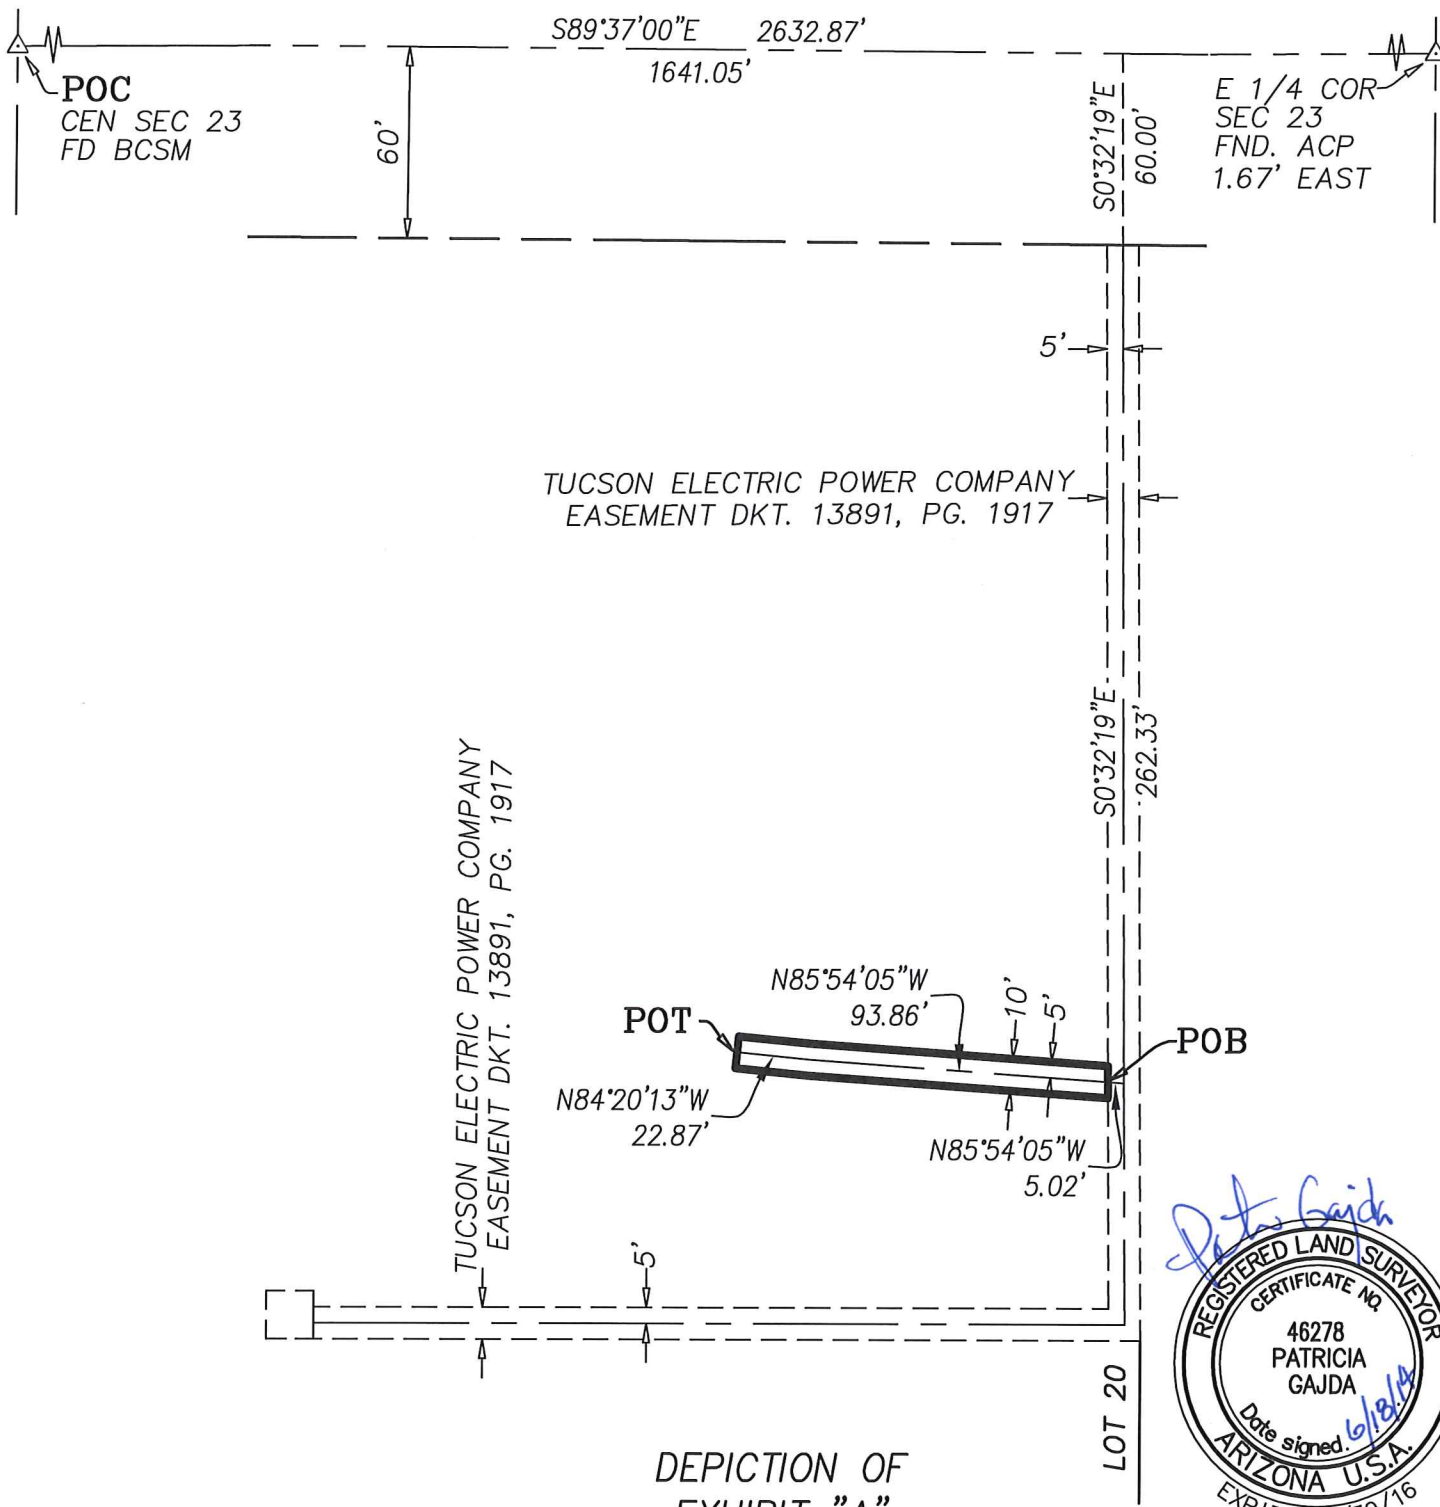 S89°37'00"E 2632.87'
1641.05'
POC
CEN SEC 23
FD BCSM
60'
S0°32'19"E
60.00'
E 1/4 COR
SEC 23
FND. ACP
1.67' EAST
5'
TUCSON ELECTRIC POWER COMPANY
EASEMENT DKT. 13891, PG. 1917
S0°32'19"E
262.33'
TUCSON ELECTRIC POWER COMPANY
EASEMENT DKT. 13891, PG. 1917
N85°54'05"W
93.86'
10'
5'
POT
POB
N84°20'13"W
22.87'
N85°54'05"W
5.02'
5'
LOT 20
Patricia Gajda
REGISTERED LAND SURVEYOR
CERTIFICATE NO.
46278
PATRICIA
GAJDA
Date signed. 6/18/14
ARIZONA U.S.A.
DEPICTION OF
EXHIBIT "A"